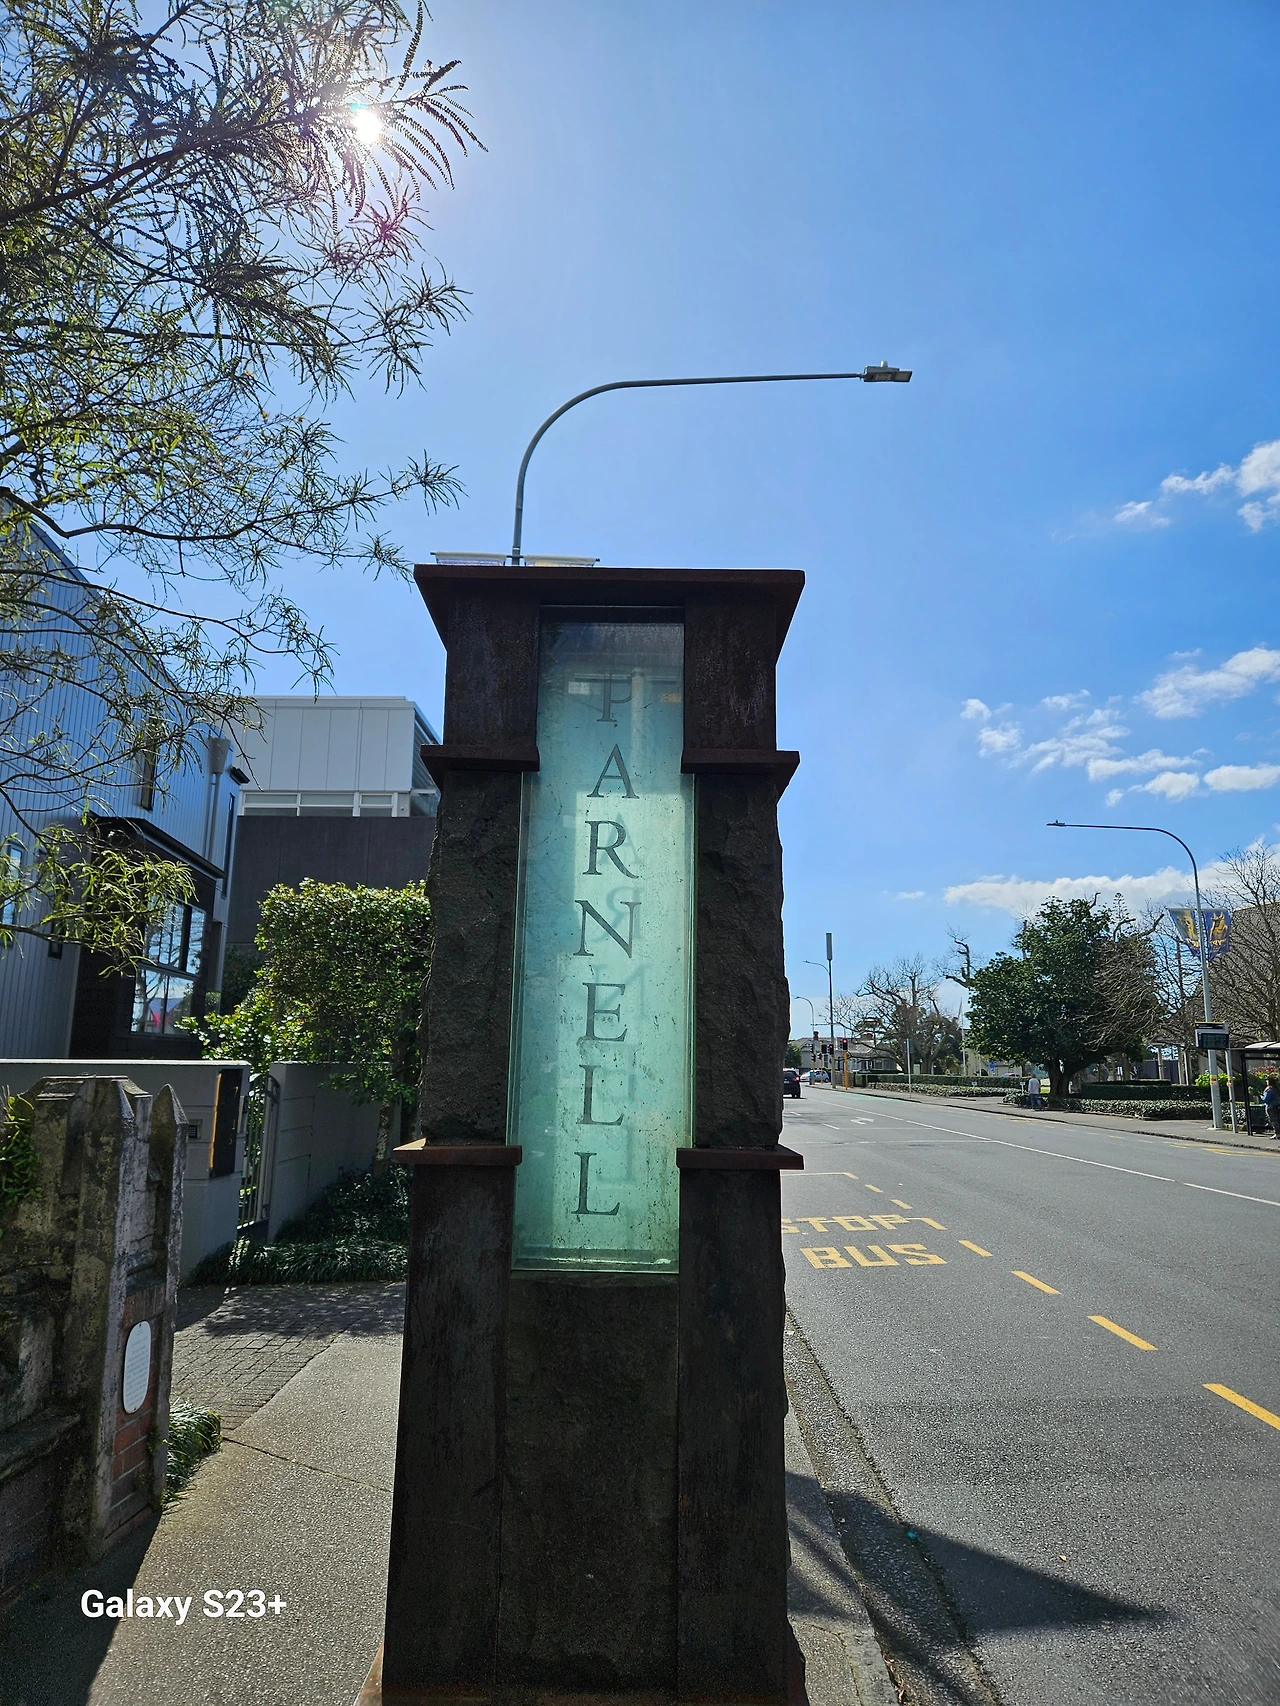 PARNELL
STOP
BUS
Galaxy S23+